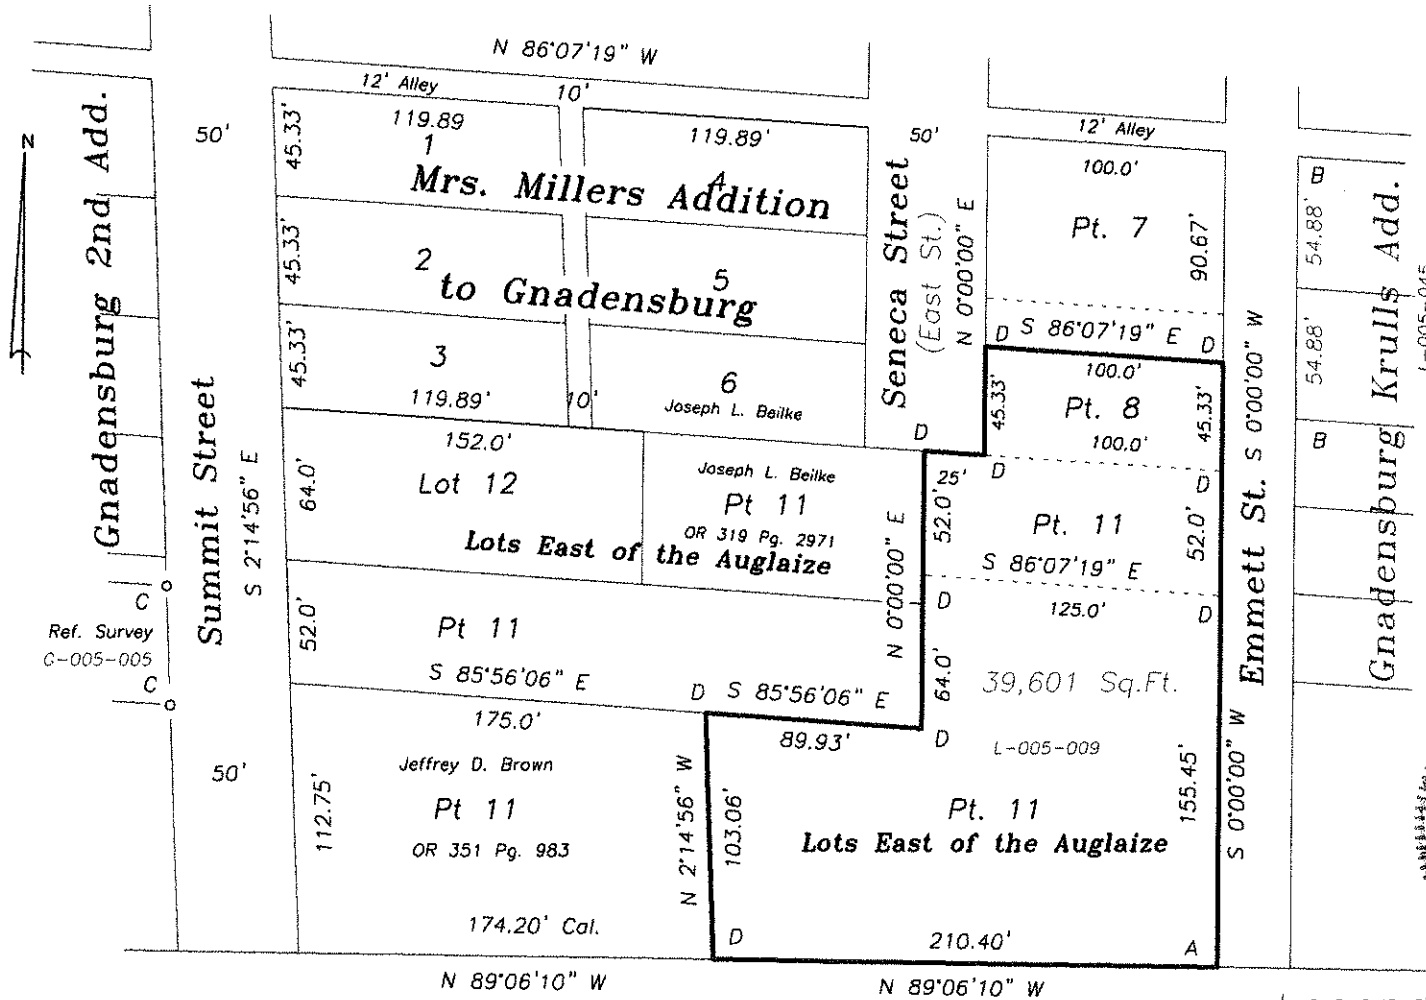 N 86°07'19" W
12' Alley
10'
50'
45.33'
119.89
1
119.89'
4
50'
12' Alley
100.0'
Mrs. Millers Addition
Pt. 7
90.67'
B
54.88'
Gnadensburg 2nd Add.
N
45.33'
2
5
to Gnadensburg
Seneca Street
(East St.)
N 0°00'00" E
D S 86°07'19" E D
45.33'
3
119.89'
10'
6
Joseph L. Beilke
D
100.0'
45.33'
Pt. 8
45.33'
100.0'
54.88'
B
Gnadensburg Krulls Add.
Summit Street
S 2°14'56" E
152.0'
64.0'
Lot 12
Joseph L. Beilke
Pt 11
OR 319 Pg. 2971
Lots East of the Auglaize
N 0°00'00" E
25'
D
D
52.0'
Pt. 11
52.0'
S 86°07'19" E
Emmett St.
S 0°00'00" W
B
C
Ref. Survey
G-005-005
C
52.0'
Pt 11
S 85°56'06" E
D
S 85°56'06" E
D
125.0'
D
64.0'
39,601 Sq.Ft.
50'
175.0'
Jeffrey D. Brown
112.75'
Pt 11
OR 351 Pg. 983
174.20' Cal.
N 2°14'56" W
89.93'
D
L-005-009
103.06'
Pt. 11
155.45'
S 0°00'00" W
Lots East of the Auglaize
D
210.40'
A
N 89°06'10" W
N 89°06'10" W